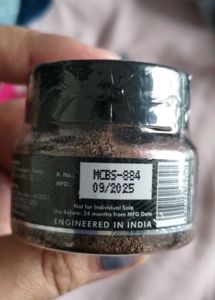 B. No.: MCBS-884
MFD.: 09/2025
Not for Individual Sale
Use Before: 24 months from MFG Date
ENGINEERED IN INDIA